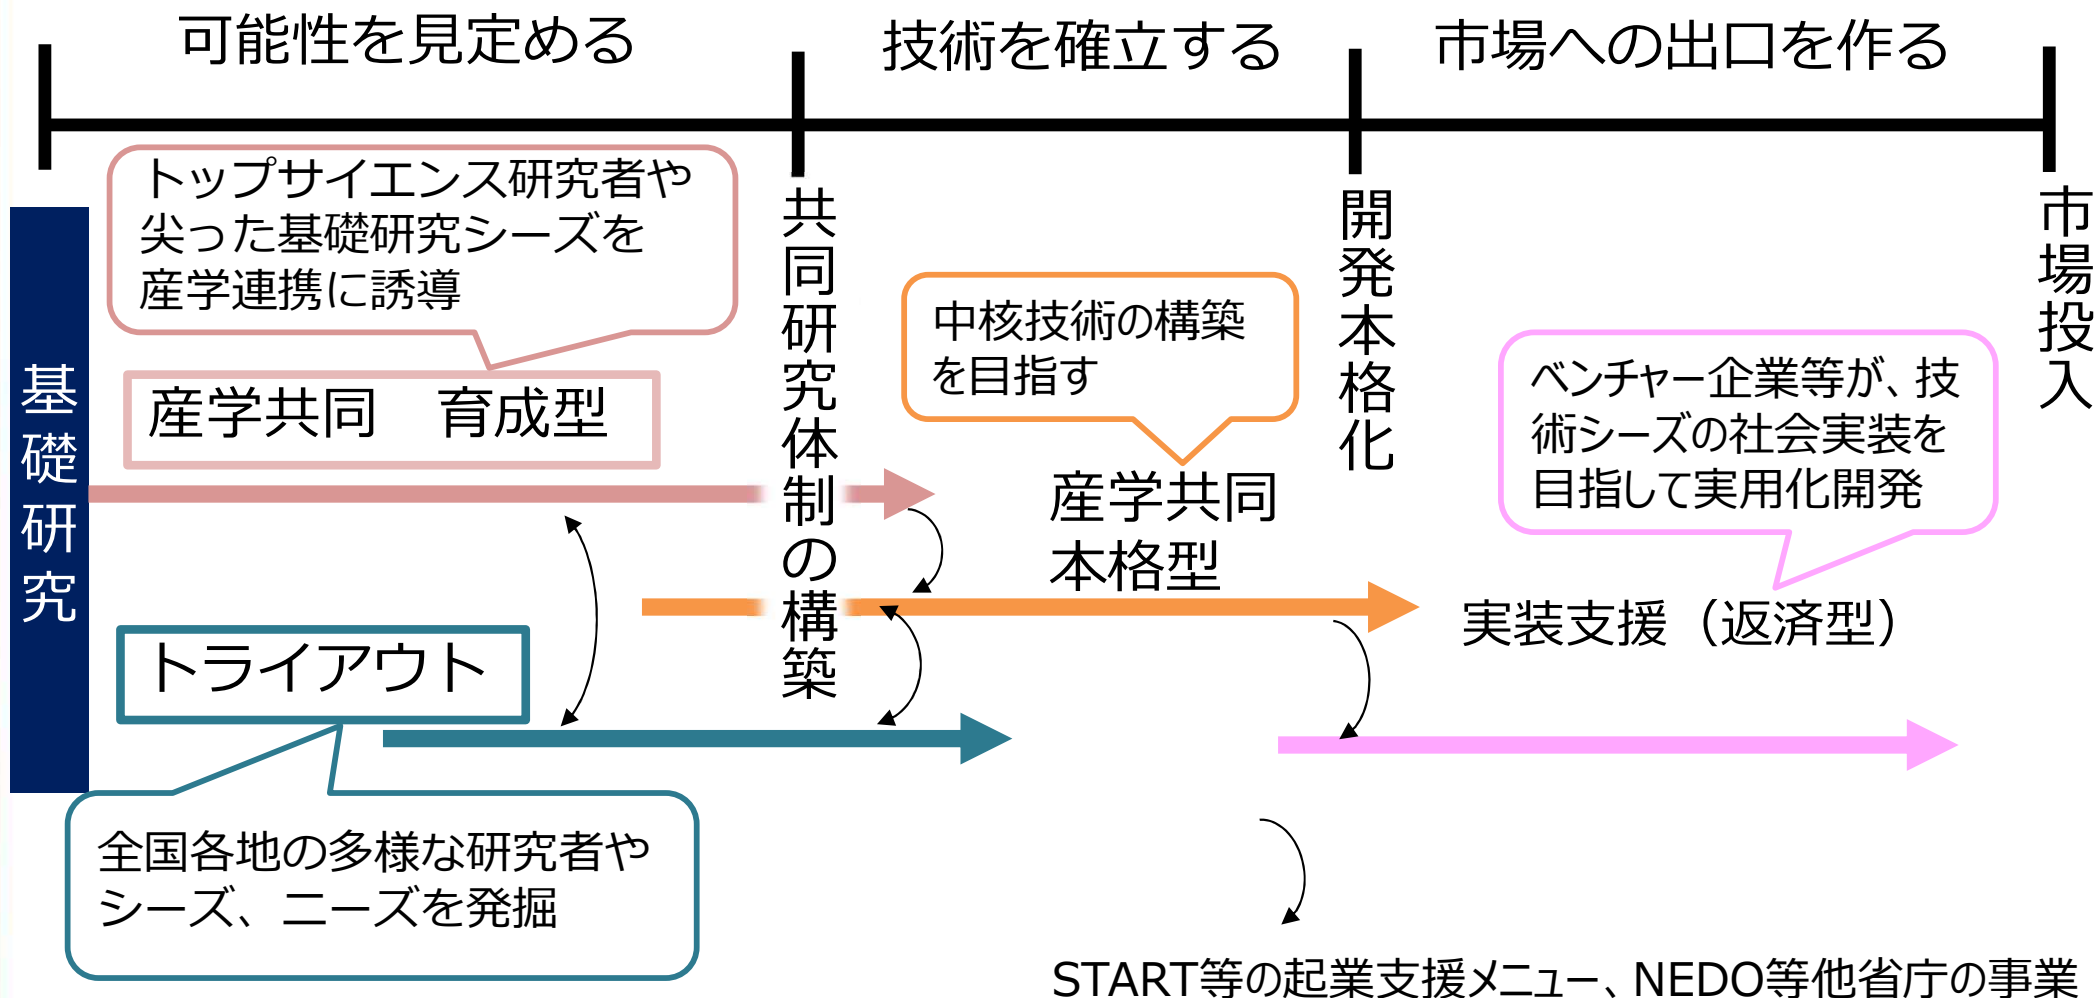 可能性を見定める
技術を確立する
市場への出口を作る
トップサイエンス研究者や
尖った基礎研究シーズを
産学連携に誘導
基礎研究
産学共同　育成型
共同研究体制の構築
中核技術の構築
を目指す
産学共同
本格型
開発本格化
ベンチャー企業等が、技
術シーズの社会実装を
目指して実用化開発
実装支援（返済型）
市場投入
トライアウト
全国各地の多様な研究者や
シーズ、ニーズを発掘
START等の起業支援メニュー、NEDO等他省庁の事業